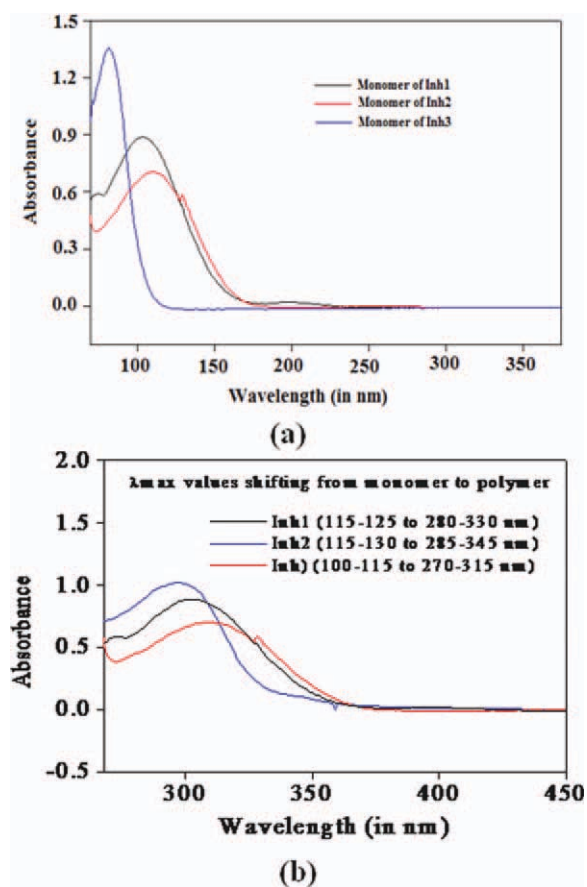 1.5
1.2
0.9
0.6
0.3
0.0
Absorbance
Monomer of Inh1
Monomer of Inh2
Monomer of Inh3
100 150 200 250 300 350
Wavelength (in nm)
(a)
2.0
1.5
1.0
0.5
0.0
-0.5
Absorbance
λmax values shifting from monomer to polymer
Inh1 (115-125 to 280-330 nm)
Inh2 (115-130 to 285-345 nm)
Inh) (100-115 to 270-315 nm)
300 350 400 450
Wavelength (in nm)
(b)